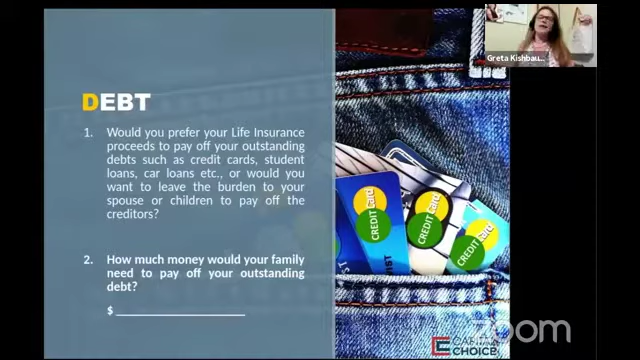 Greta Kishbau...
DEBT
1. Would you prefer your Life Insurance
proceeds to pay off your outstanding
debts such as credit cards, student
loans, car loans etc., or would you
want to leave the burden to your
spouse or children to pay off the
creditors?
2. How much money would your family
need to pay off your outstanding
debt?
$ ____________________
CREDIT Card
CREDIT Card
CREDIT Card
CHOICE
zoom